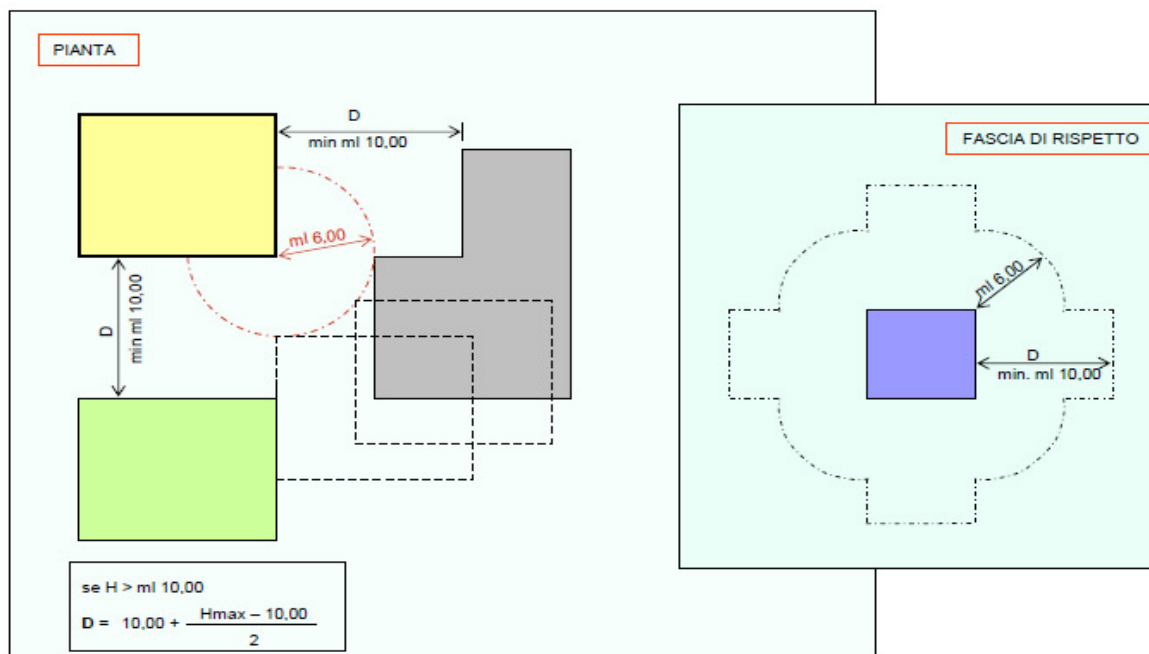 PIANTA
D
min ml 10,00
ml 6,00
D
min ml 10,00
se H > ml 10,00
D = 10,00 + Hmax – 10,00
2
FASCIA DI RISPETTO
ml 6,00
D
min. ml 10,00